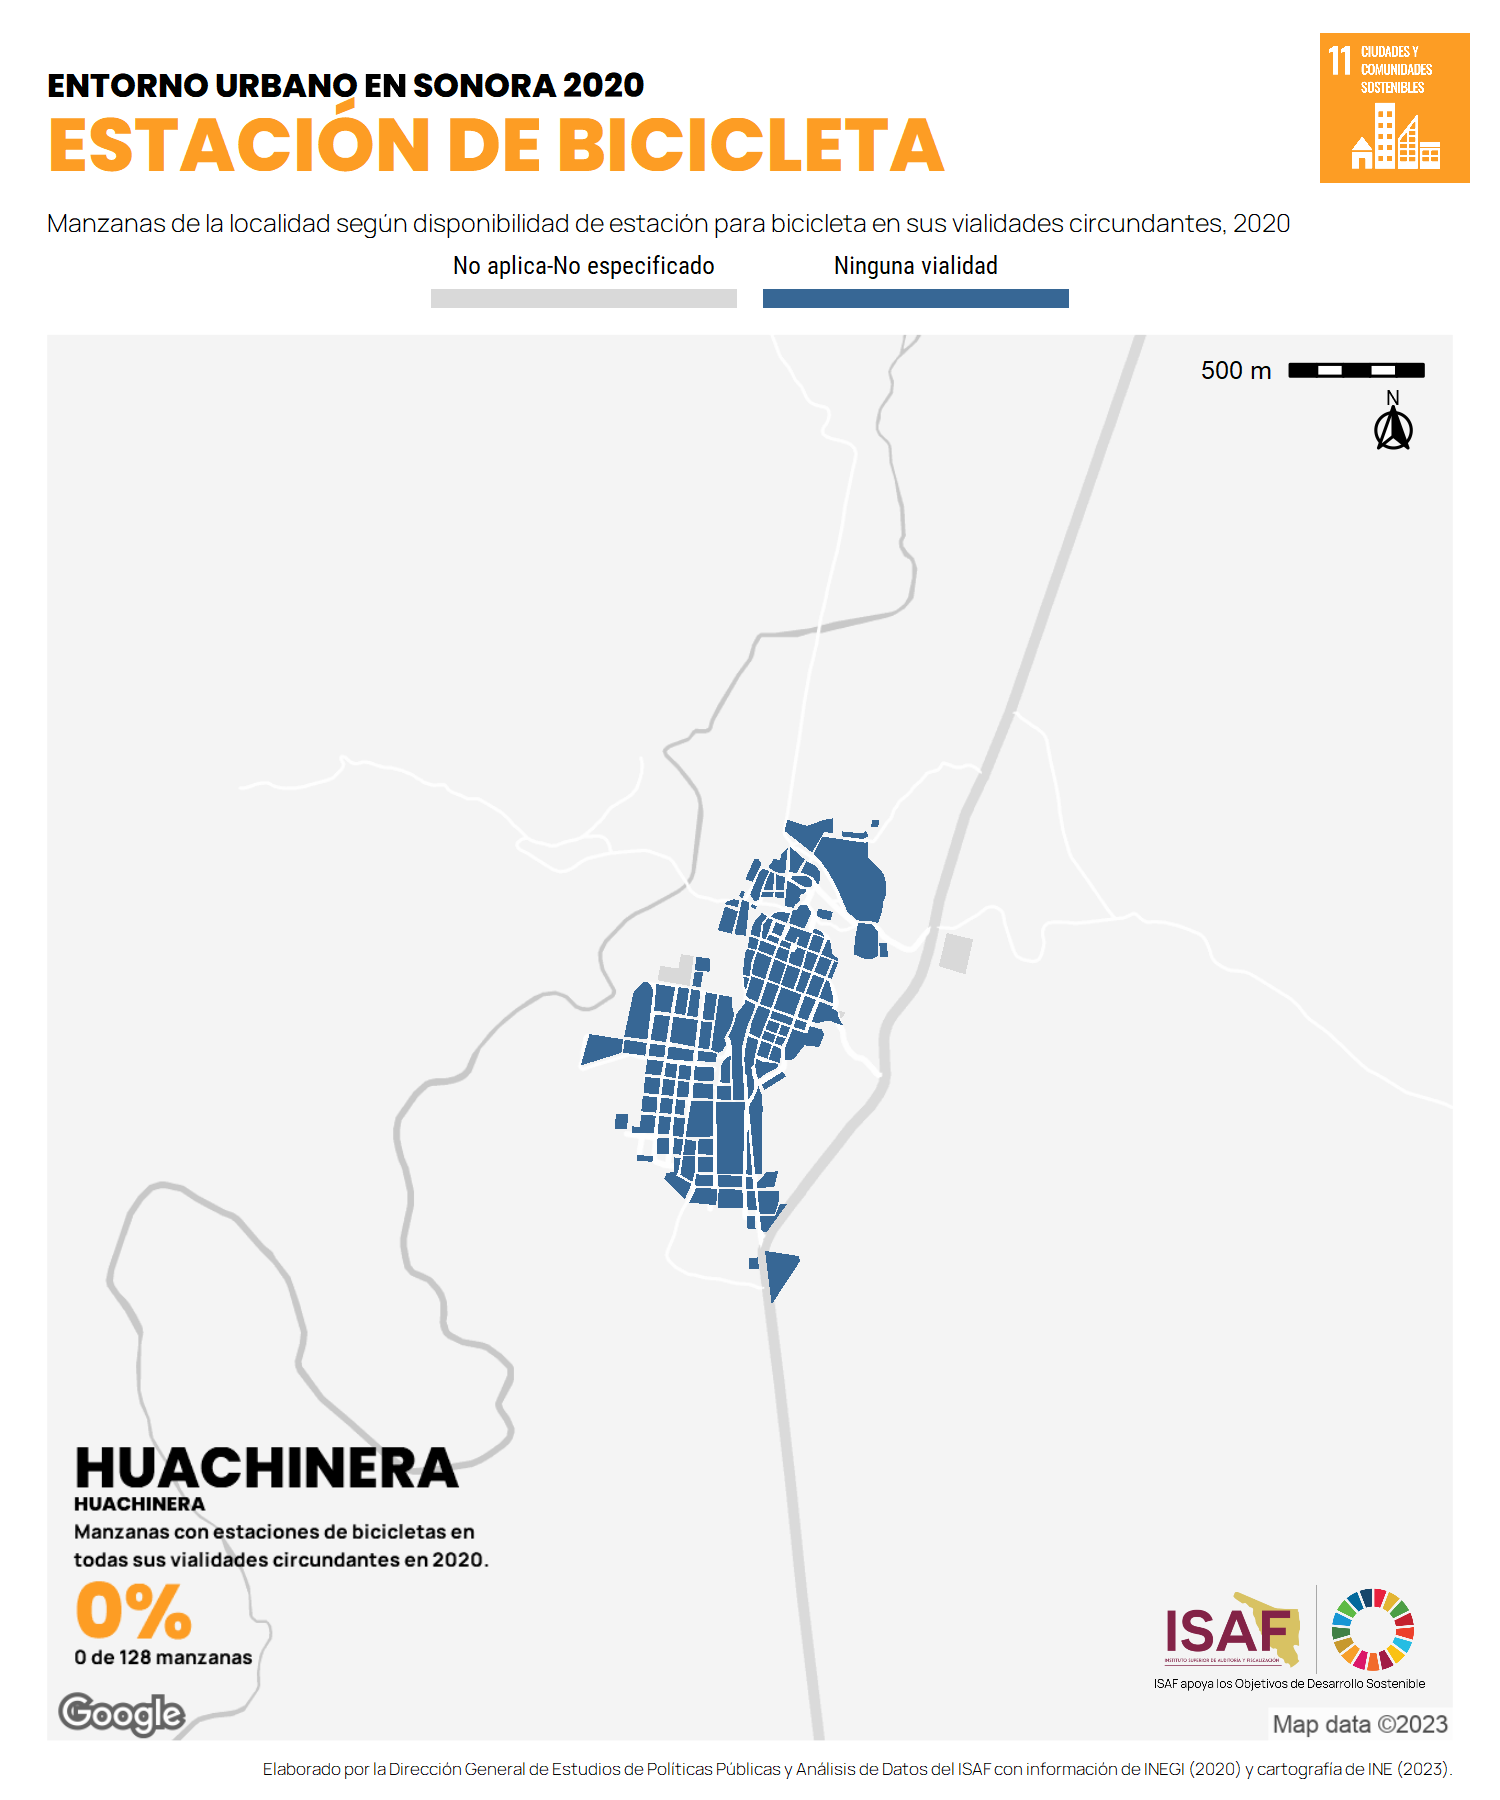 ENTORNO URBANO EN SONORA 2020
ESTACIÓN DE BICICLETA
11 CIUDADES Y
COMUNIDADES
SOSTENIBLES
Manzanas de la localidad según disponibilidad de estación para bicicleta en sus vialidades circundantes, 2020
No aplica-No especificado
Ninguna vialidad
500 m
N
HUACHINERA
HUACHINERA
Manzanas con estaciones de bicicletas en
todas sus vialidades circundantes en 2020.
0%
0 de 128 manzanas
Google
ISAF
INSTITUTO SUPERIOR DE AUDITORÍA Y FISCALIZACIÓN
ISAF apoya los Objetivos de Desarrollo Sostenible
Map data ©2023
Elaborado por la Dirección General de Estudios de Políticas Públicas y Análisis de Datos del ISAF con información de INEGI (2020) y cartografía de INE (2023).